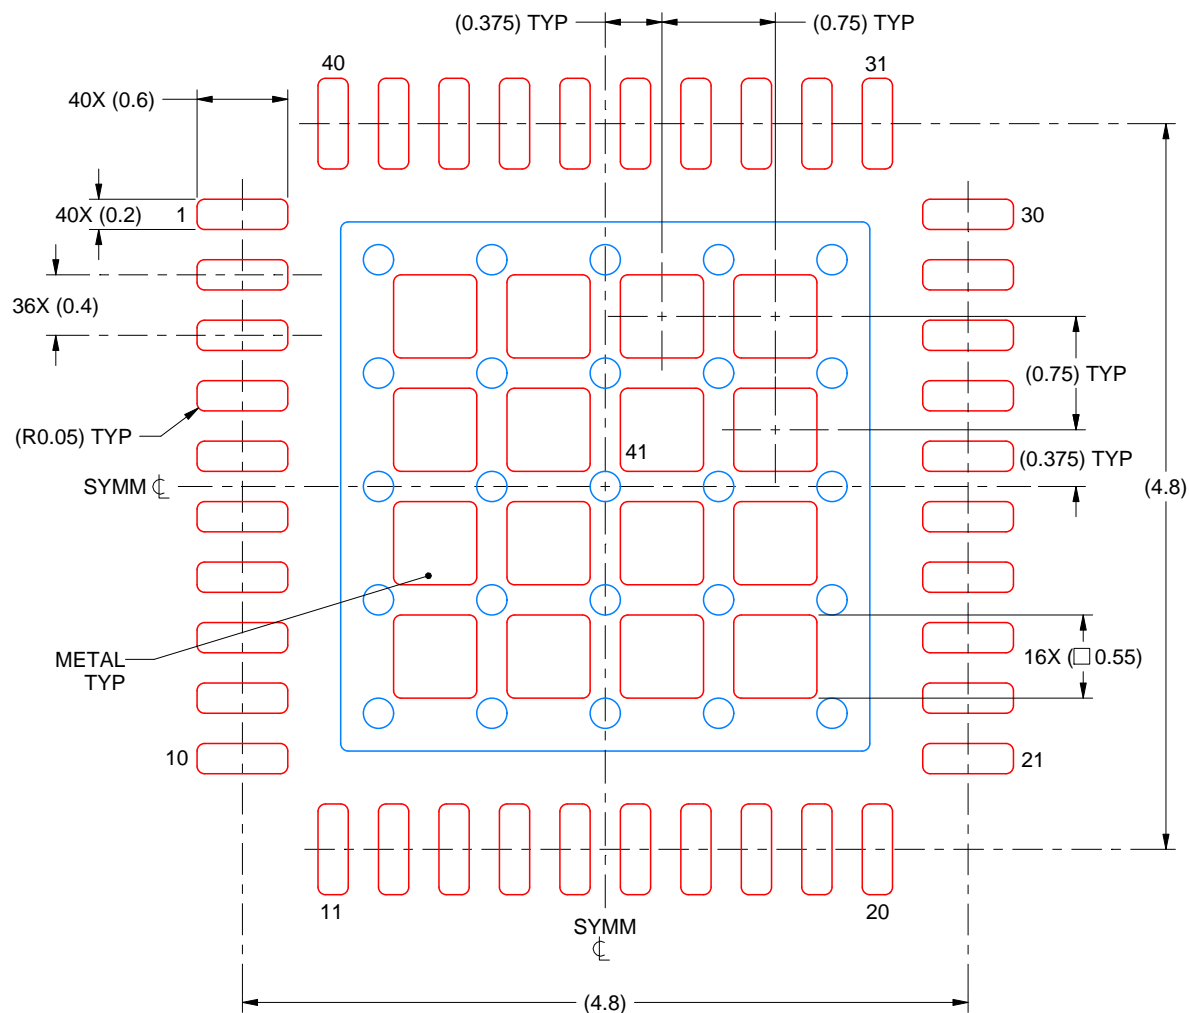 (0.375) TYP
(0.75) TYP
40
31
40X (0.6)
40X (0.2)
1
30
36X (0.4)
(0.75) TYP
(R0.05) TYP
41
(0.375) TYP
SYMM ℄
(4.8)
METAL
TYP
16X (□ 0.55)
10
21
11
20
SYMM
℄
(4.8)